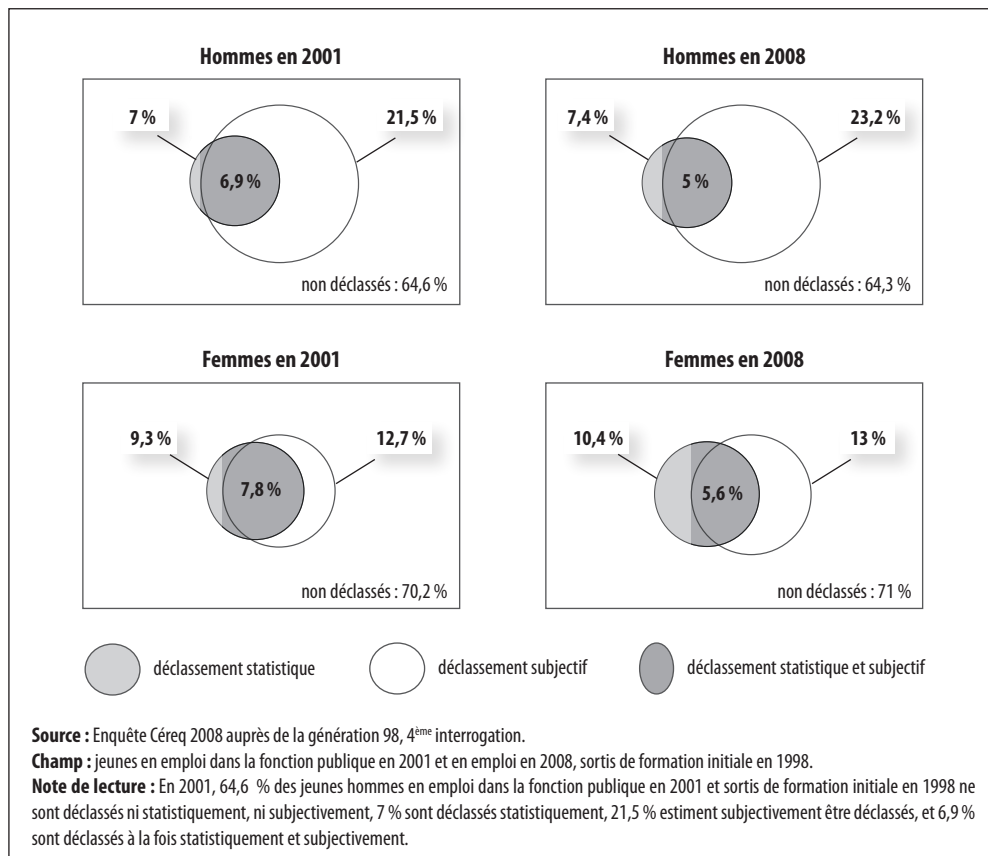 Hommes en 2001
7 %
21,5 %
6,9 %
non déclassés : 64,6 %
Hommes en 2008
7,4 %
23,2 %
5 %
non déclassés : 64,3 %
Femmes en 2001
9,3 %
12,7 %
7,8 %
non déclassés : 70,2 %
Femmes en 2008
10,4 %
13 %
5,6 %
non déclassés : 71 %
déclassement statistique
déclassement subjectif
déclassement statistique et subjectif
Source : Enquête Céreq 2008 auprès de la génération 98, 4ème interrogation.
Champ : jeunes en emploi dans la fonction publique en 2001 et en emploi en 2008, sortis de formation initiale en 1998.
Note de lecture : En 2001, 64,6 % des jeunes hommes en emploi dans la fonction publique en 2001 et sortis de formation initiale en 1998 ne
sont déclassés ni statistiquement, ni subjectivement, 7 % sont déclassés statistiquement, 21,5 % estiment subjectivement être déclassés, et 6,9 %
sont déclassés à la fois statistiquement et subjectivement.